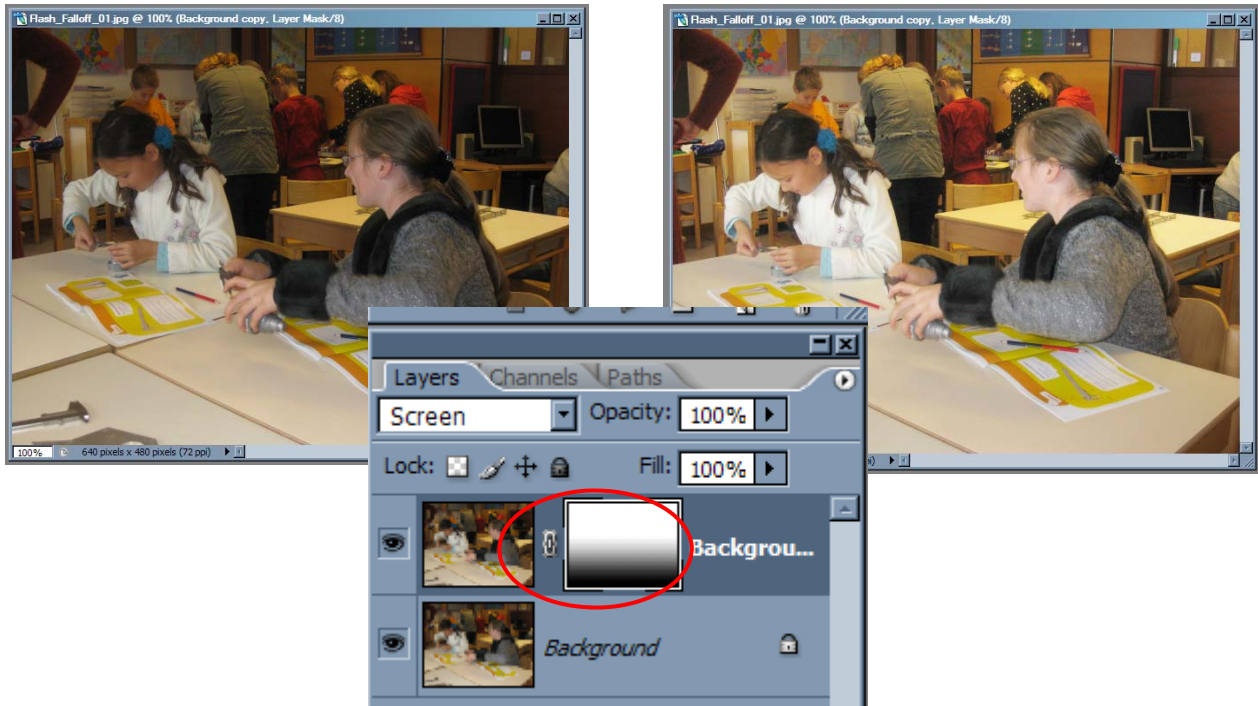 Flash_Falloff_01.jpg @ 100% (Background copy, Layer Mask/8)
100% 640 pixels x 480 pixels (72 ppi)
Flash_Falloff_01.jpg @ 100% (Background copy, Layer Mask/8)
Layers Channels Paths
Screen Opacity: 100%
Lock: Fill: 100%
Backgrou...
Background